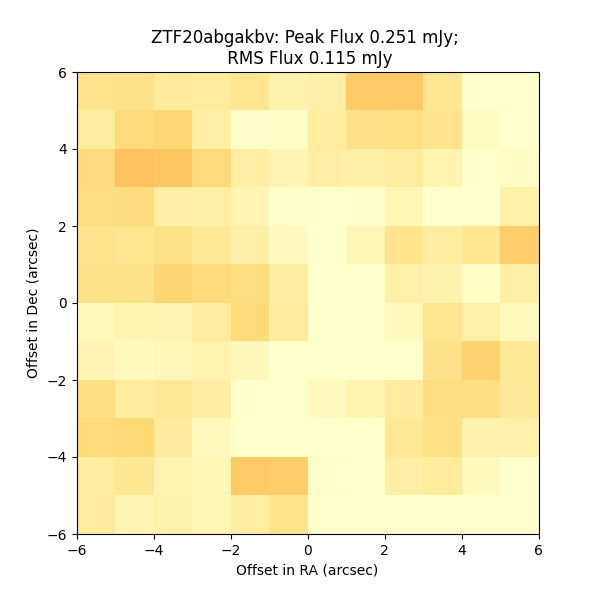 ZTF20abgakbv: Peak Flux 0.251 mJy;
RMS Flux 0.115 mJy
6
4
2
0
−2
−4
−6
Offset in Dec (arcsec)
−6 −4 −2 0 2 4 6
Offset in RA (arcsec)